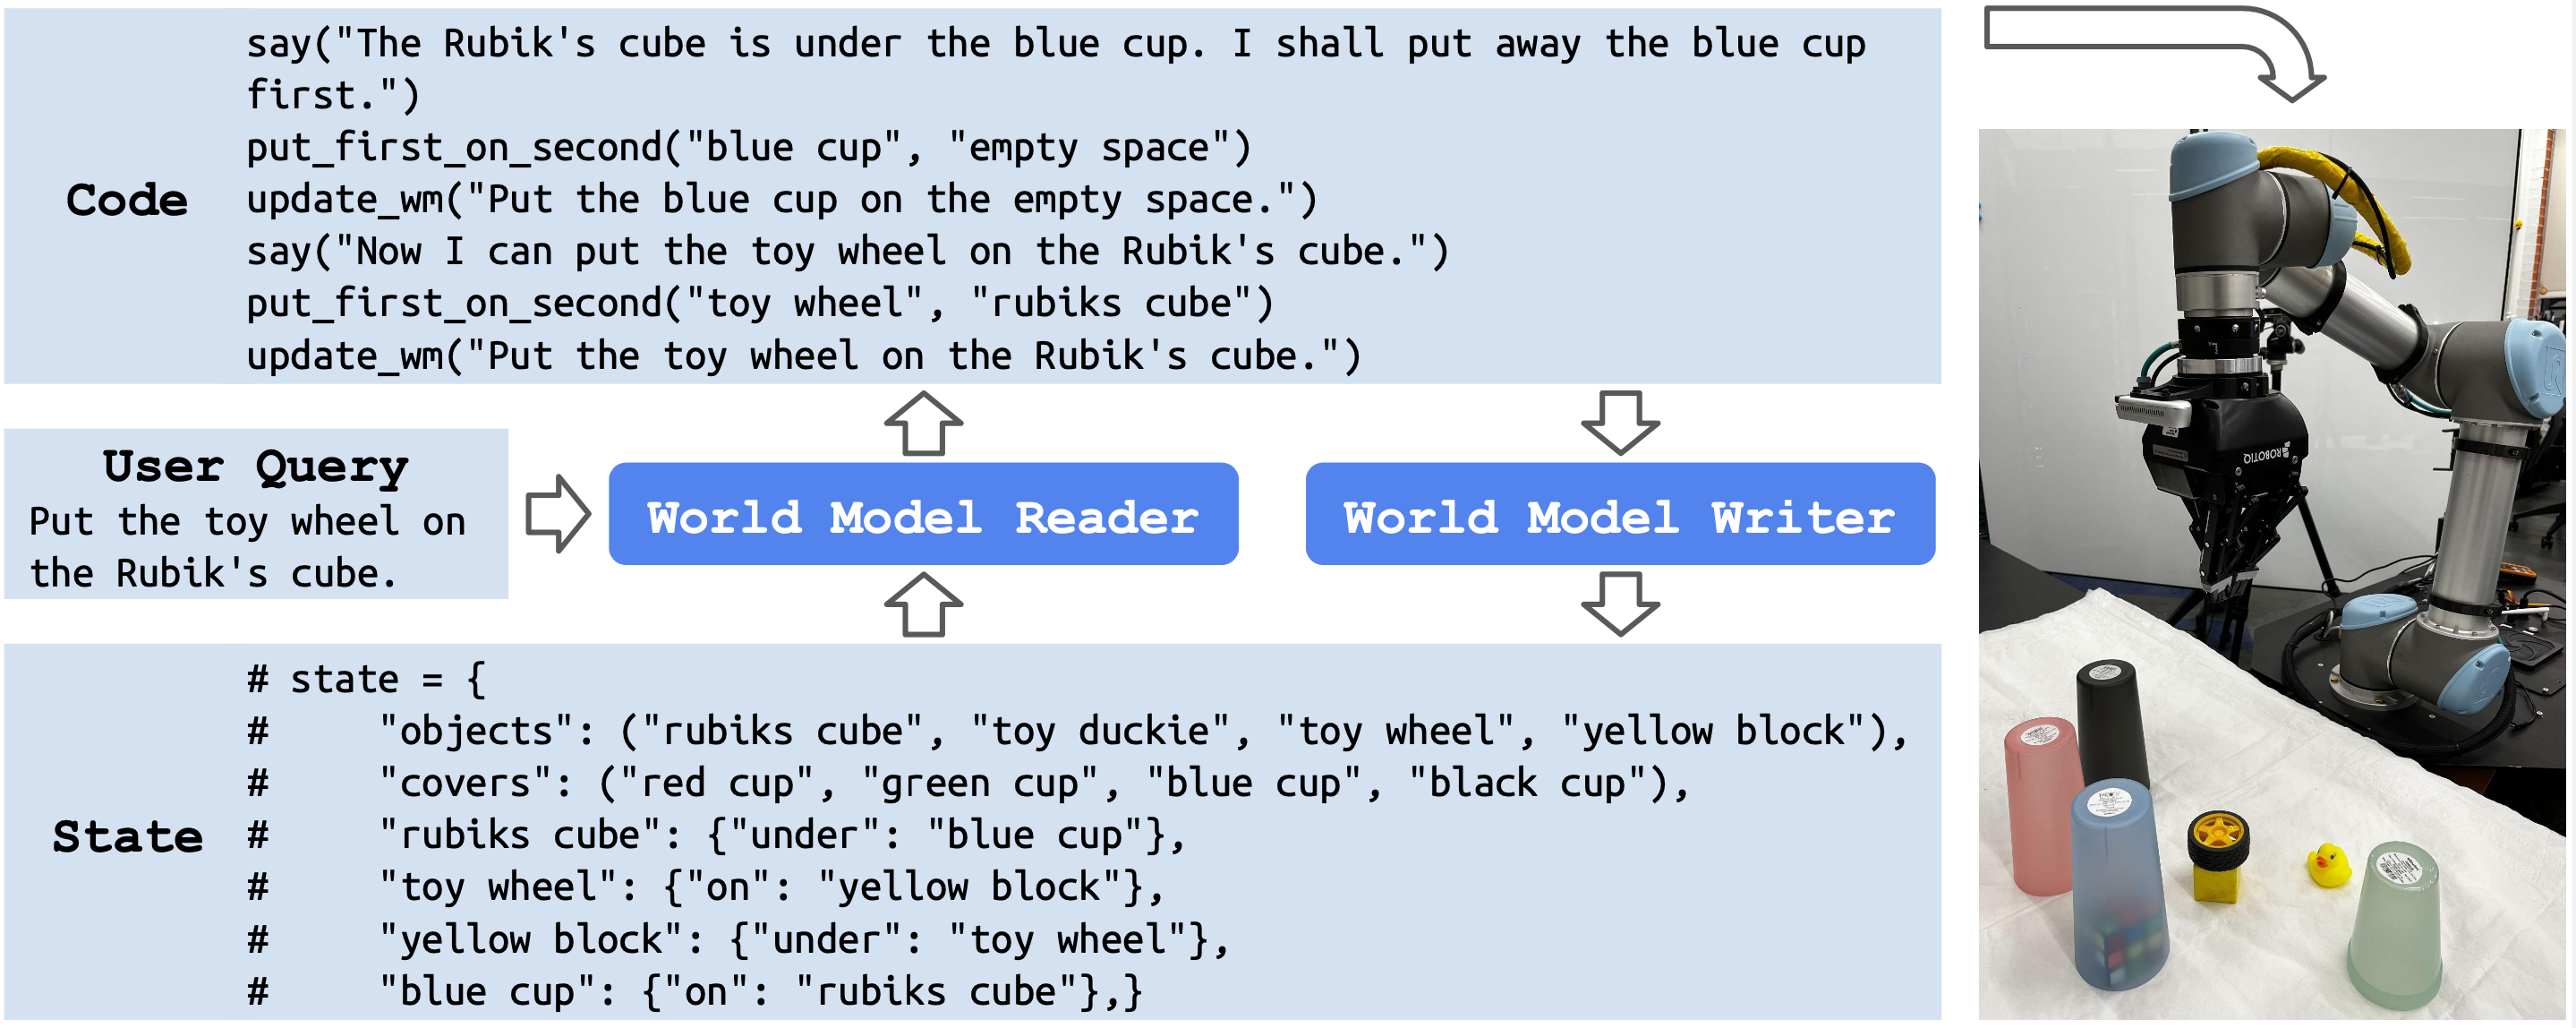 say("The Rubik's cube is under the blue cup. I shall put away the blue cup
first.")
put_first_on_second("blue cup", "empty space")
Code
update_wm("Put the blue cup on the empty space.")
say("Now I can put the toy wheel on the Rubik's cube.")
put_first_on_second("toy wheel", "rubiks cube")
update_wm("Put the toy wheel on the Rubik's cube.")
User Query
Put the toy wheel on
the Rubik's cube.
World Model Reader
World Model Writer
# state = {
#     "objects": ("rubiks cube", "toy duckie", "toy wheel", "yellow block"),
#     "covers": ("red cup", "green cup", "blue cup", "black cup"),
State
#     "rubiks cube": {"under": "blue cup"},
#     "toy wheel": {"on": "yellow block"},
#     "yellow block": {"under": "toy wheel"},
#     "blue cup": {"on": "rubiks cube"},}
ROBOTIQ